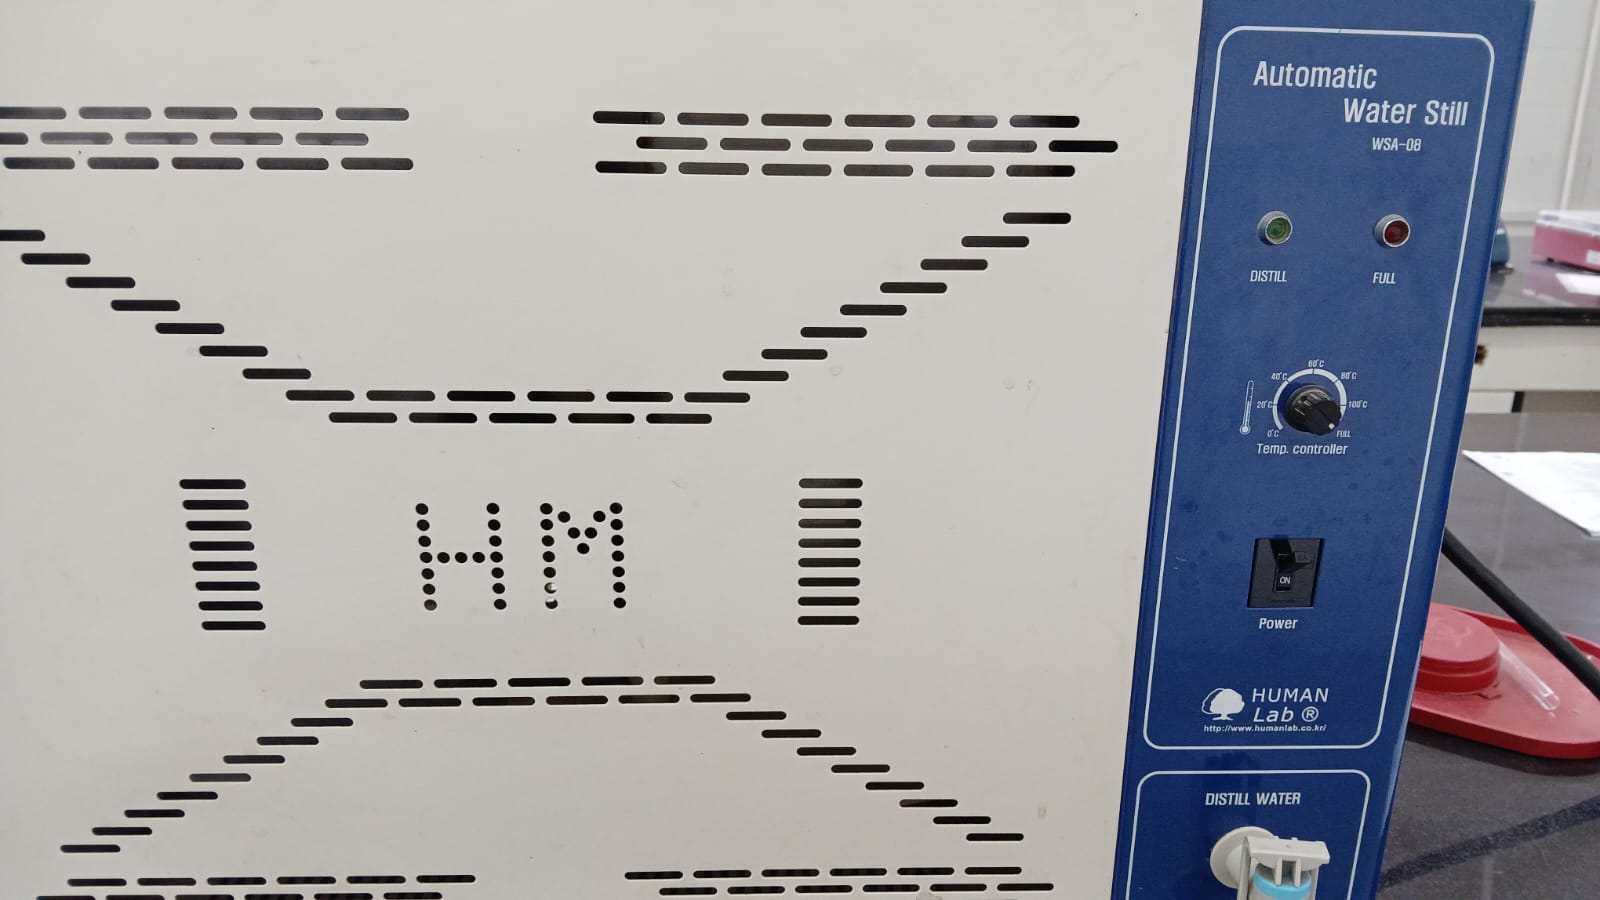 Automatic
Water Still
WSA-08
DISTILL FULL
60°C
40°C 80°C
20°C 100°C
0°C FULL
Temp. controller
HM
ON
Power
HUMAN
Lab ®
http://www.humanlab.co.kr/
DISTILL WATER